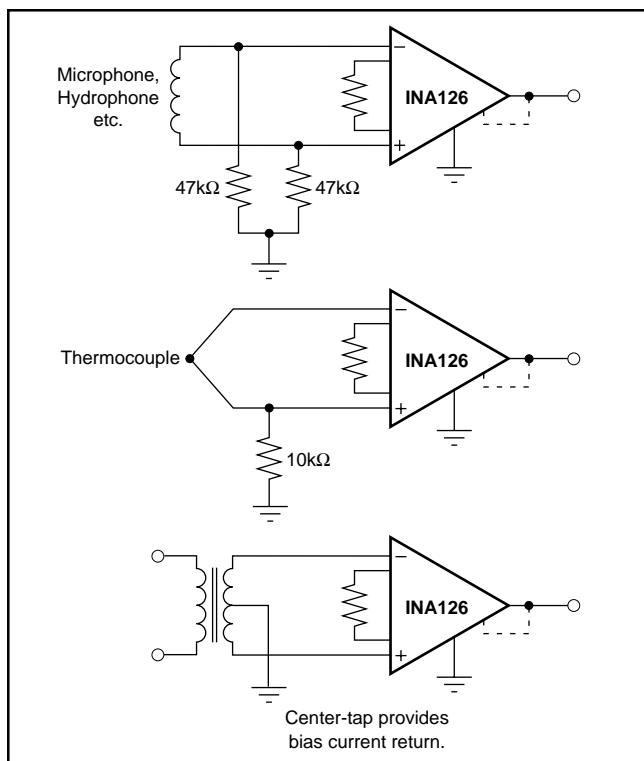 Microphone,
Hydrophone
etc.
−
INA126
+
47kΩ
47kΩ
−
Thermocouple
INA126
+
10kΩ
−
INA126
+
Center-tap provides
bias current return.